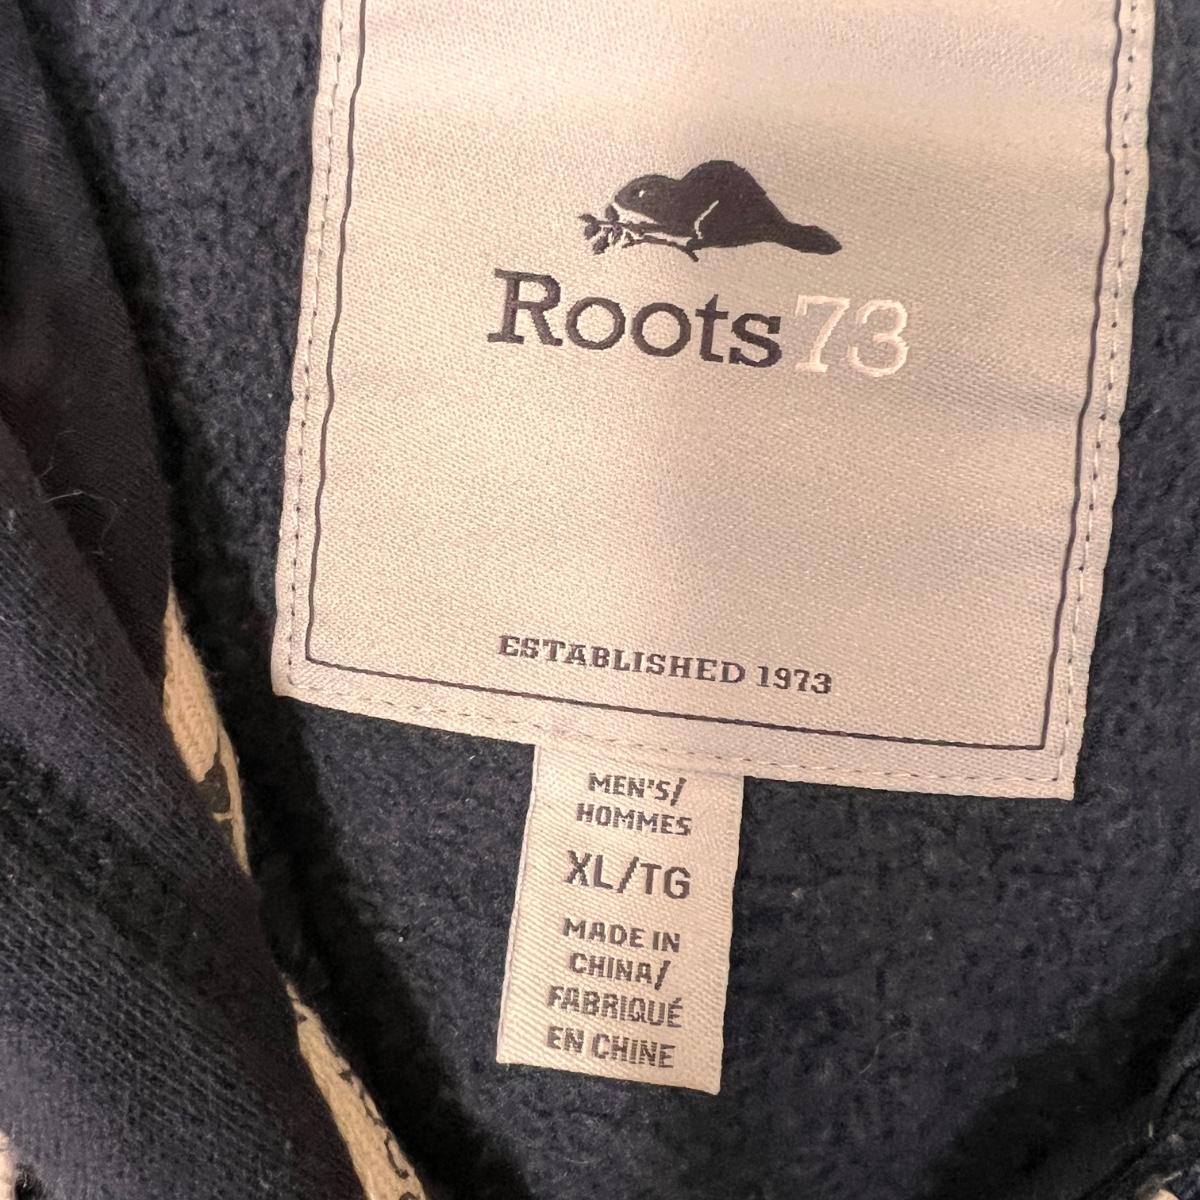 Roots73
ESTABLISHED 1973
MEN'S/
HOMMES
XL/TG
MADE IN
CHINA/
FABRIQUÉ
EN CHINE